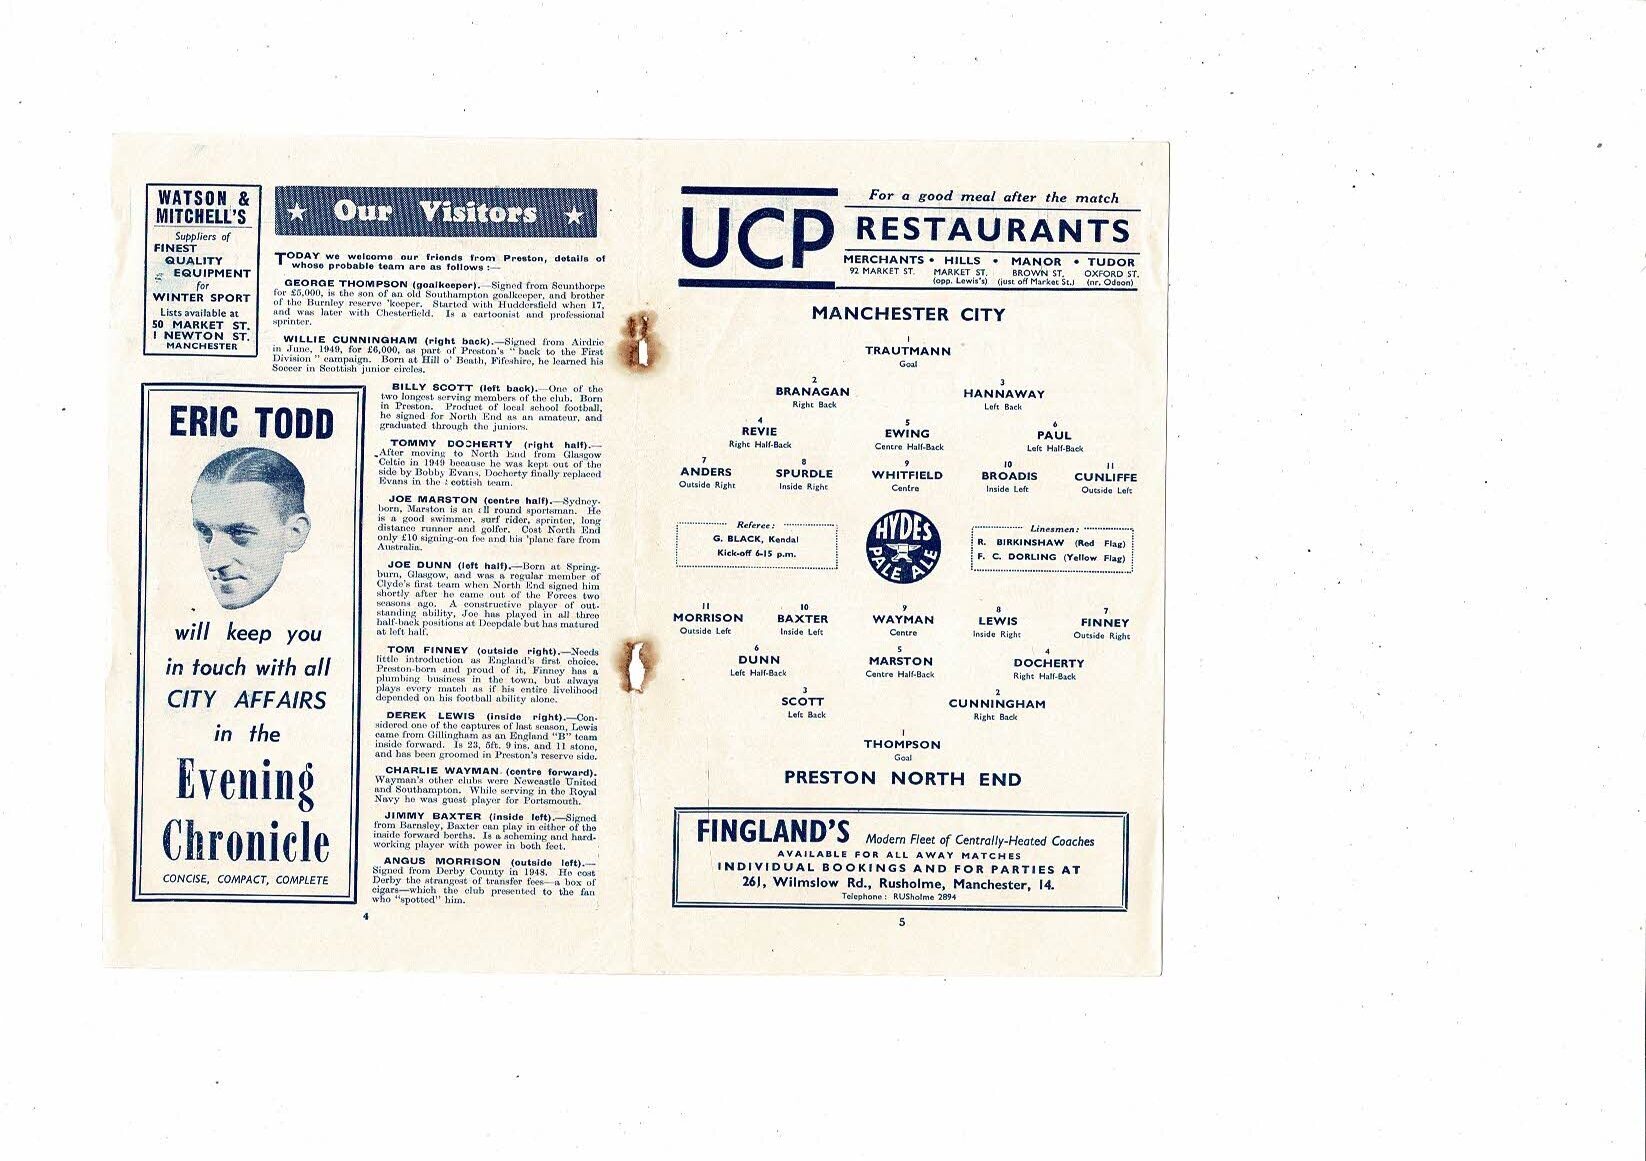 WATSON &
MITCHELL'S
Suppliers of
FINEST
QUALITY
EQUIPMENT
for
WINTER SPORT
Lists available at
50 MARKET ST.
1 NEWTON ST.
MANCHESTER
ERIC TODD
will keep you
in touch with all
CITY AFFAIRS
in the
Evening
Chronicle
CONCISE, COMPACT, COMPLETE
Our Visitors
TODAY we welcome our friends from Preston, details of
whose probable team are as follows :—
GEORGE THOMPSON (goalkeeper).—Signed from Scunthorpe
for £5,000, is the son of an old Southampton goalkeeper, and brother
of the Burnley reserve 'keeper. Started with Huddersfield when 17,
and was later with Chesterfield. Is a cartoonist and professional
sprinter.
WILLIE CUNNINGHAM (right back).—Signed from Airdrie
in June, 1949, for £6,000, as part of Preston's "back to the First
Division" campaign. Born at Hill o' Beath, Fifeshire, he learned his
Soccer in Scottish junior circles.
BILLY SCOTT (left back).—One of the
two longest serving members of the club. Born
in Preston. Product of local school football,
he signed for North End as an amateur, and
graduated through the juniors.
TOMMY DOCHERTY (right half).—
After moving to North End from Glasgow
Celtic in 1949 because he was kept out of the
side by Bobby Evans, Docherty finally replaced
Evans in the Scottish team.
JOE MARSTON (centre half).—Sydney-
born, Marston is an all round sportsman. He
is a good swimmer, surf rider, sprinter, long
distance runner and golfer. Cost North End
only £10 signing-on fee and his 'plane fare from
Australia.
JOE DUNN (left half).—Born at Spring-
burn, Glasgow, and was a regular member of
Clyde's first team when North End signed him
shortly after he came out of the Forces two
seasons ago. A constructive player of out-
standing ability, Joe has played in all three
half-back positions at Deepdale but has matured
at left half.
TOM FINNEY (outside right).—Needs
little introduction as England's first choice.
Preston-born and proud of it, Finney has a
plumbing business in the town, but always
plays every match as if his entire livelihood
depended on his football ability alone.
DEREK LEWIS (inside right).—Con-
sidered one of the captures of last season, Lewis
came from Gillingham as an England "B" team
inside forward. Is 23, 5ft. 9 ins. and 11 stone,
and has been groomed in Preston's reserve side.
CHARLIE WAYMAN (centre forward).
Wayman's other clubs were Newcastle United
and Southampton. While serving in the Royal
Navy he was guest player for Portsmouth.
JIMMY BAXTER (inside left).—Signed
from Barnsley, Baxter can play in either of the
inside forward berths. Is a scheming and hard-
working player with power in both feet.
ANGUS MORRISON (outside left).—
Signed from Derby County in 1948. He cost
Derby the strangest of transfer fees—a box of
cigars—which the club presented to the fan
who "spotted" him.
4
UCP
For a good meal after the match
RESTAURANTS
MERCHANTS • HILLS • MANOR • TUDOR
92 MARKET ST. MARKET ST. BROWN ST. OXFORD ST.
(opp. Lewis's) (just off Market St.) (nr. Odeon)
MANCHESTER CITY
1
TRAUTMANN
Goal
2 3
BRANAGAN HANNAWAY
Right Back Left Back
4 5 6
REVIE EWING PAUL
Right Half-Back Centre Half-Back Left Half-Back
7 8 9 10 11
ANDERS SPURDLE WHITFIELD BROADIS CUNLIFFE
Outside Right Inside Right Centre Inside Left Outside Left
Referee:
G. BLACK, Kendal
Kick-off 6-15 p.m.
HYDES
PALE ALE
Linesmen:
R. BIRKINSHAW (Red Flag)
F. C. DORLING (Yellow Flag)
11 10 9 8 7
MORRISON BAXTER WAYMAN LEWIS FINNEY
Outside Left Inside Left Centre Inside Right Outside Right
6 5 4
DUNN MARSTON DOCHERTY
Left Half-Back Centre Half-Back Right Half-Back
3 2
SCOTT CUNNINGHAM
Left Back Right Back
1
THOMPSON
Goal
PRESTON NORTH END
FINGLAND'S Modern Fleet of Centrally-Heated Coaches
AVAILABLE FOR ALL AWAY MATCHES
INDIVIDUAL BOOKINGS AND FOR PARTIES AT
261, Wilmslow Rd., Rusholme, Manchester, 14.
Telephone: RUSholme 2894
5